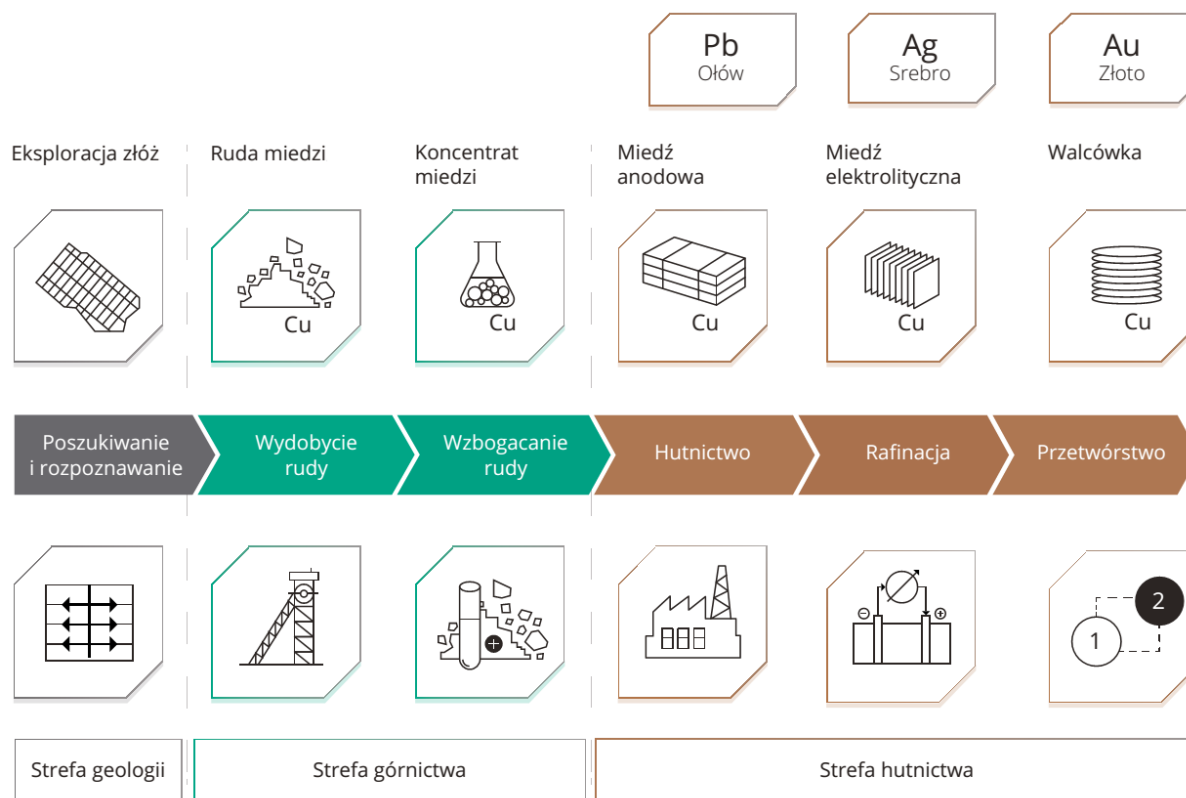 Pb
Ołów
Ag
Srebro
Au
Złoto
Eksploracja złóż
Ruda miedzi
Koncentrat
miedzi
Miedź
anodowa
Miedź
elektrolityczna
Walcówka
Cu
Cu
Cu
Cu
Cu
Poszukiwanie
i rozpoznawanie
Wydobycie
rudy
Wzbogacanie
rudy
Hutnictwo
Rafinacja
Przetwórstwo
1
2
Strefa geologii
Strefa górnictwa
Strefa hutnictwa